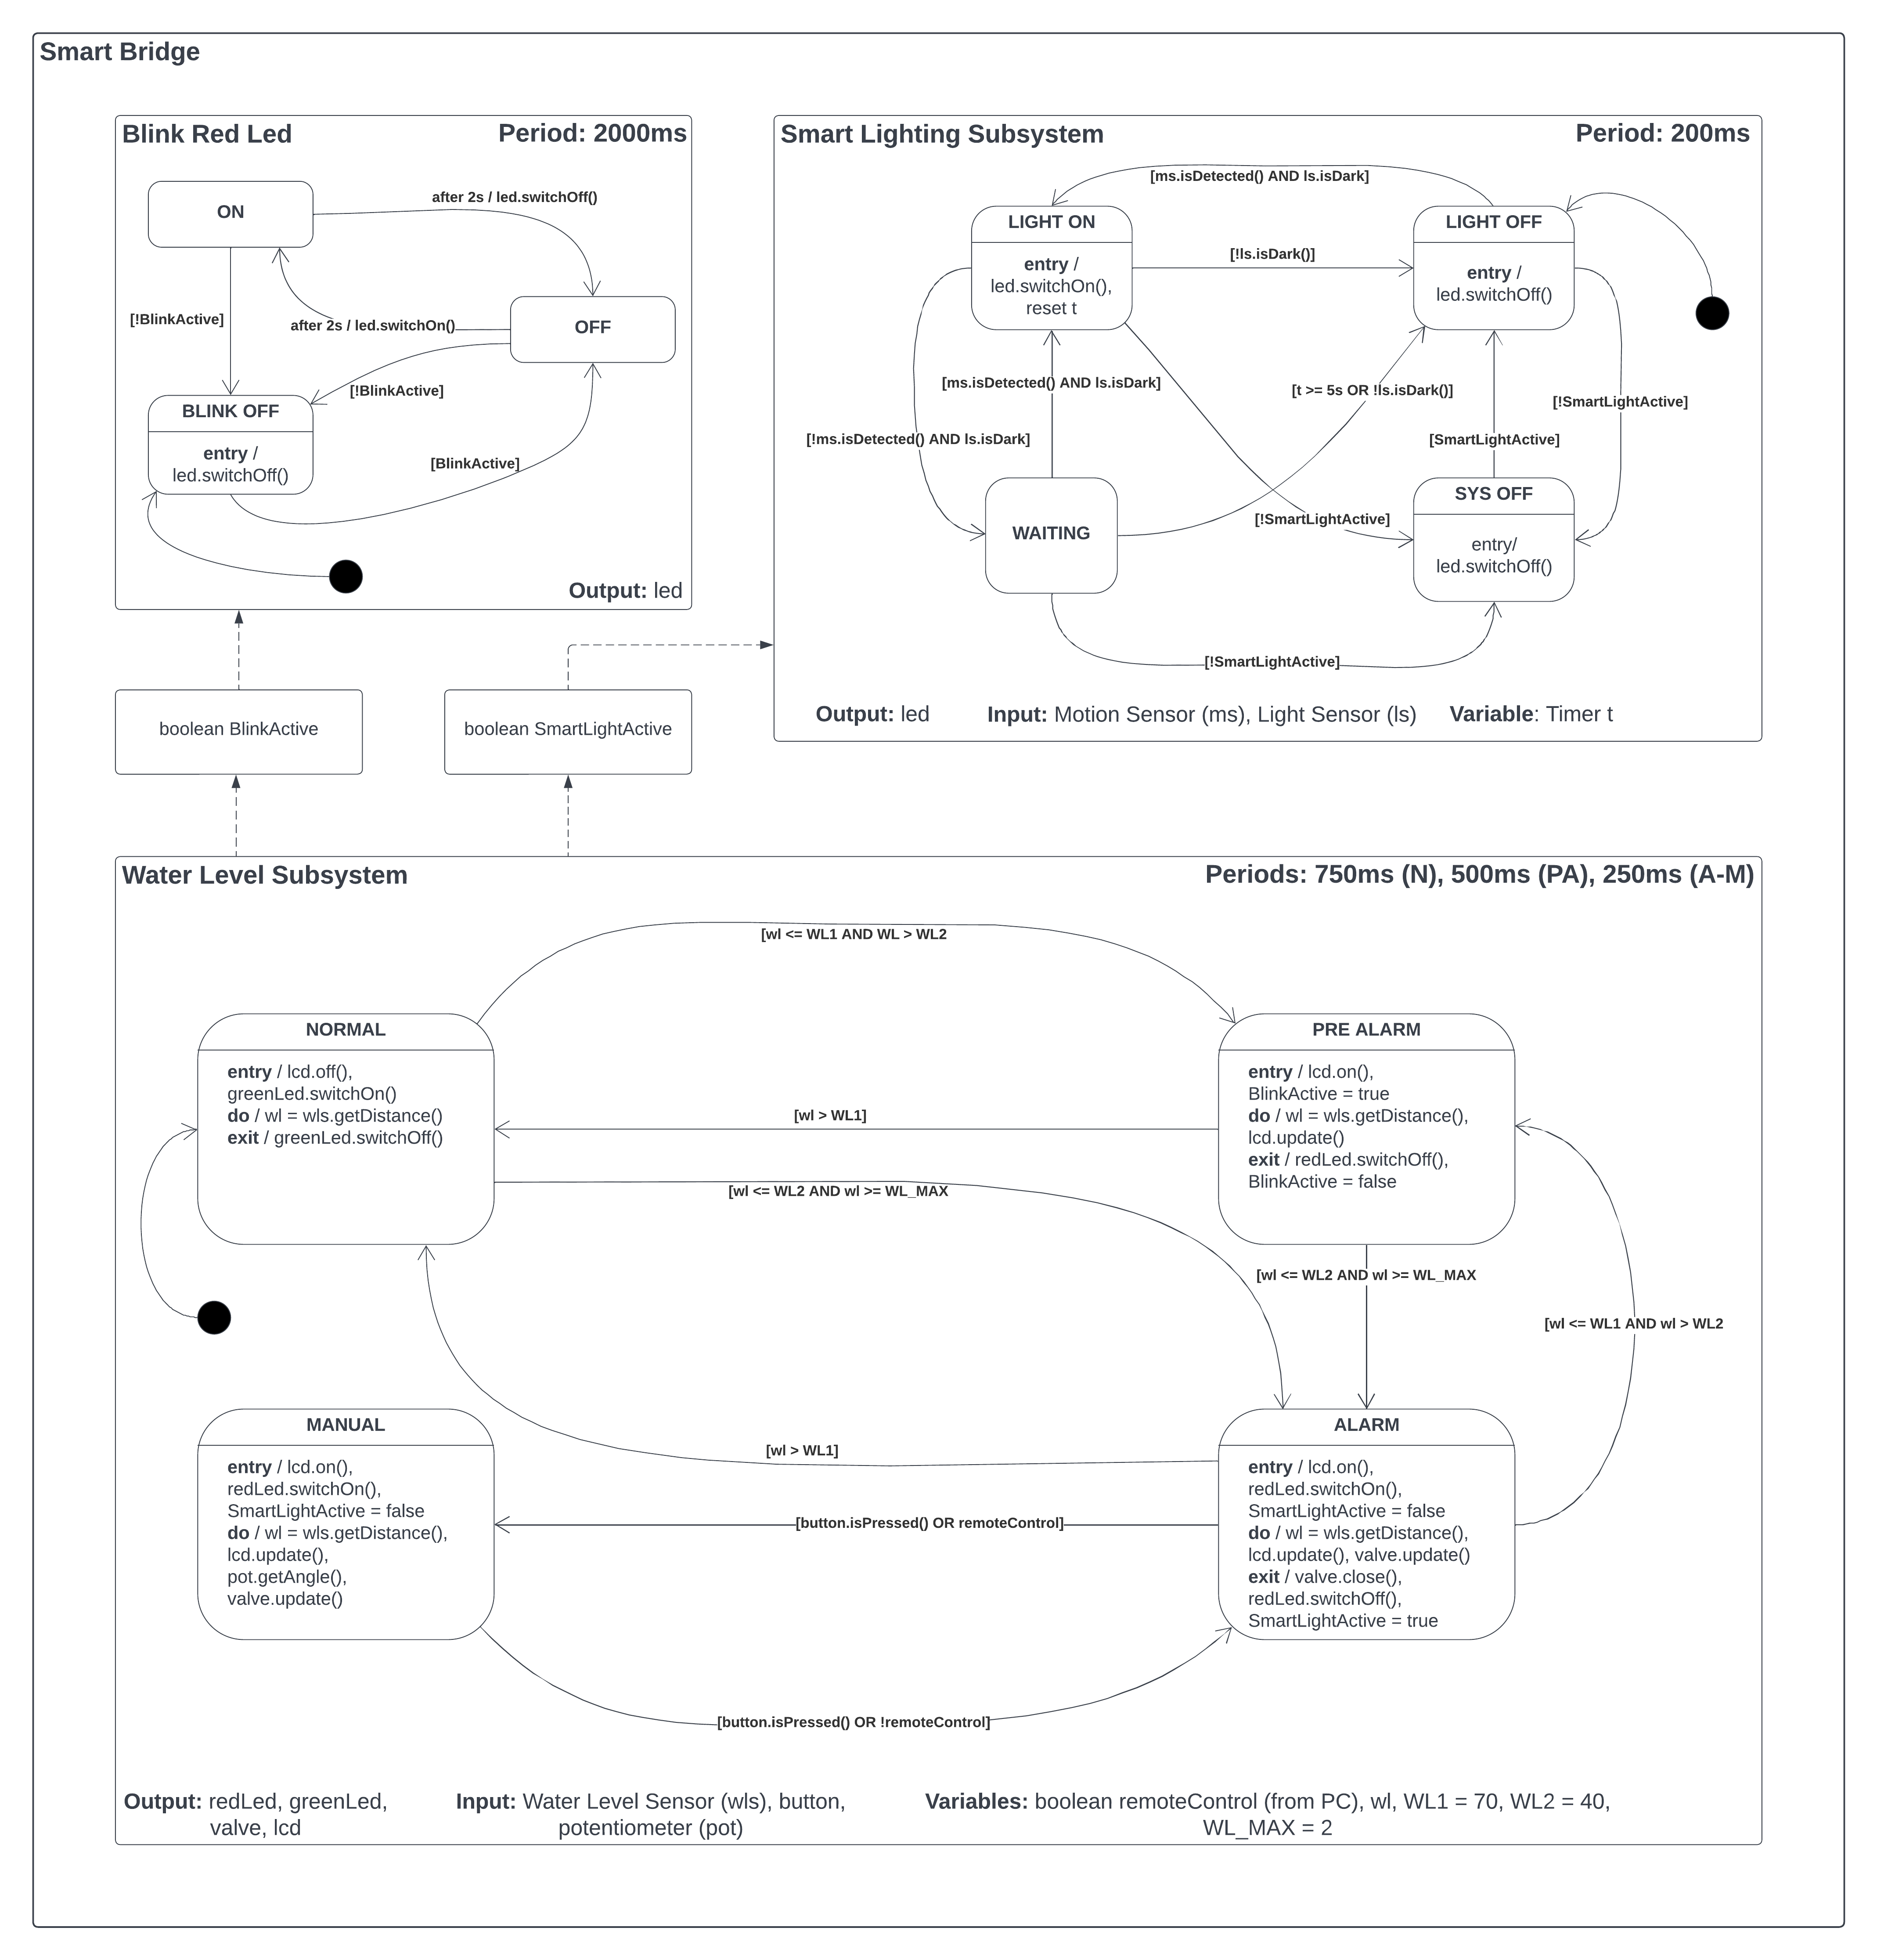 Smart Bridge
Blink Red Led
Period: 2000ms
ON
after 2s / led.switchOff()
[!BlinkActive]
after 2s / led.switchOn()
OFF
[!BlinkActive]
BLINK OFF
entry /
led.switchOff()
[BlinkActive]
Output: led
Smart Lighting Subsystem
Period: 200ms
[ms.isDetected() AND ls.isDark]
LIGHT ON
entry /
led.switchOn(),
reset t
[!ls.isDark()]
LIGHT OFF
entry /
led.switchOff()
[ms.isDetected() AND ls.isDark]
[t >= 5s OR !ls.isDark()]
[!SmartLightActive]
[!ms.isDetected() AND ls.isDark]
[SmartLightActive]
WAITING
[!SmartLightActive]
SYS OFF
entry/
led.switchOff()
[!SmartLightActive]
Output: led
Input: Motion Sensor (ms), Light Sensor (ls)
Variable: Timer t
boolean BlinkActive
boolean SmartLightActive
Water Level Subsystem
Periods: 750ms (N), 500ms (PA), 250ms (A-M)
[wl <= WL1 AND WL > WL2
NORMAL
entry / lcd.off(),
greenLed.switchOn()
do / wl = wls.getDistance()
exit / greenLed.switchOff()
PRE ALARM
entry / lcd.on(),
BlinkActive = true
do / wl = wls.getDistance(),
lcd.update()
exit / redLed.switchOff(),
BlinkActive = false
[wl > WL1]
[wl <= WL2 AND wl >= WL_MAX
[wl <= WL2 AND wl >= WL_MAX
[wl <= WL1 AND wl > WL2
MANUAL
entry / lcd.on(),
redLed.switchOn(),
SmartLightActive = false
do / wl = wls.getDistance(),
lcd.update(),
pot.getAngle(),
valve.update()
[wl > WL1]
[button.isPressed() OR remoteControl]
ALARM
entry / lcd.on(),
redLed.switchOn(),
SmartLightActive = false
do / wl = wls.getDistance(),
lcd.update(), valve.update()
exit / valve.close(),
redLed.switchOff(),
SmartLightActive = true
[button.isPressed() OR !remoteControl]
Output: redLed, greenLed,
valve, lcd
Input: Water Level Sensor (wls), button,
potentiometer (pot)
Variables: boolean remoteControl (from PC), wl, WL1 = 70, WL2 = 40,
WL_MAX = 2